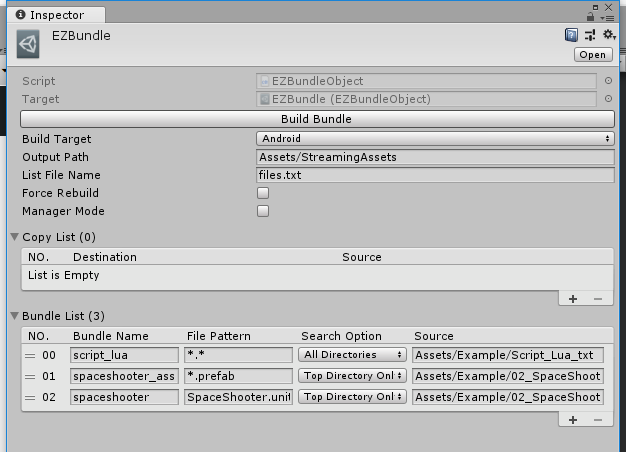 Inspector
EZBundle
Open
Script EZBundleObject
Target EZBundle (EZBundleObject)
Build Bundle
Build Target Android
Output Path Assets/StreamingAssets
List File Name files.txt
Force Rebuild
Manager Mode
Copy List (0)
NO. Destination Source
List is Empty
+ −
Bundle List (3)
NO. Bundle Name File Pattern Search Option Source
= 00 script_lua *.* All Directories Assets/Example/Script_Lua_txt
= 01 spaceshooter_ass *.prefab Top Directory Onl Assets/Example/02_SpaceShoot
= 02 spaceshooter SpaceShooter.unit Top Directory Onl Assets/Example/02_SpaceShoot
+ −